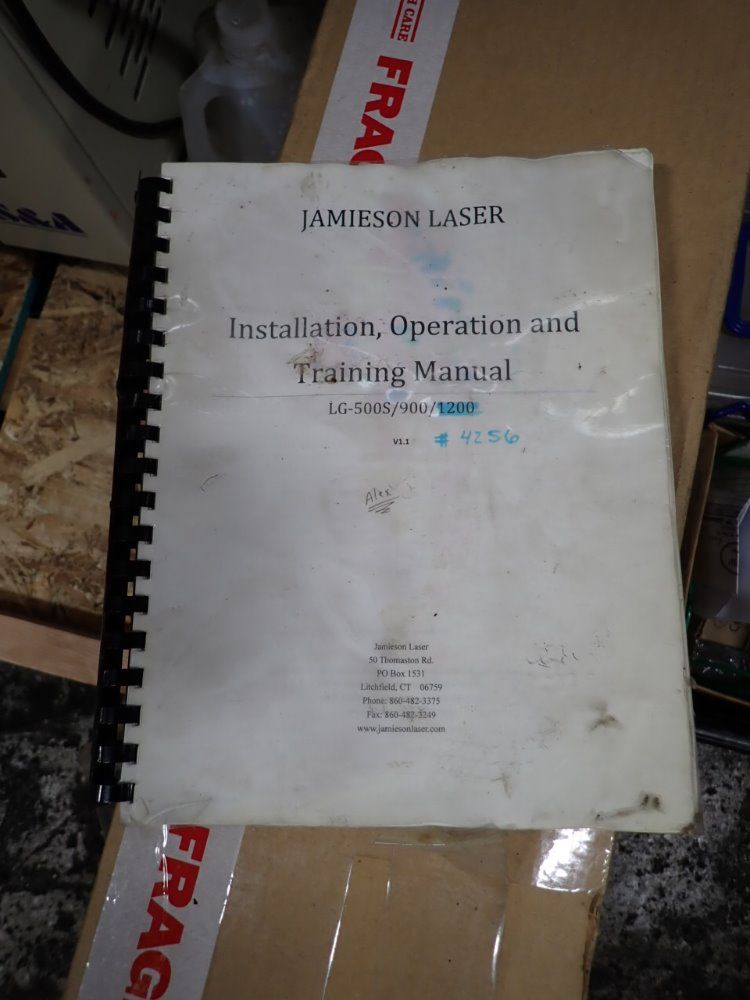 H CARE
FRAG
JAMIESON LASER
Installation, Operation and
Training Manual
LG-500S/900/1200
V1.1 # 4256
Alex
Jamieson Laser
50 Thomaston Rd.
PO Box 1531
Litchfield, CT 06759
Phone: 860-482-3375
Fax: 860-482-3249
www.jamiesonlaser.com
FRAG